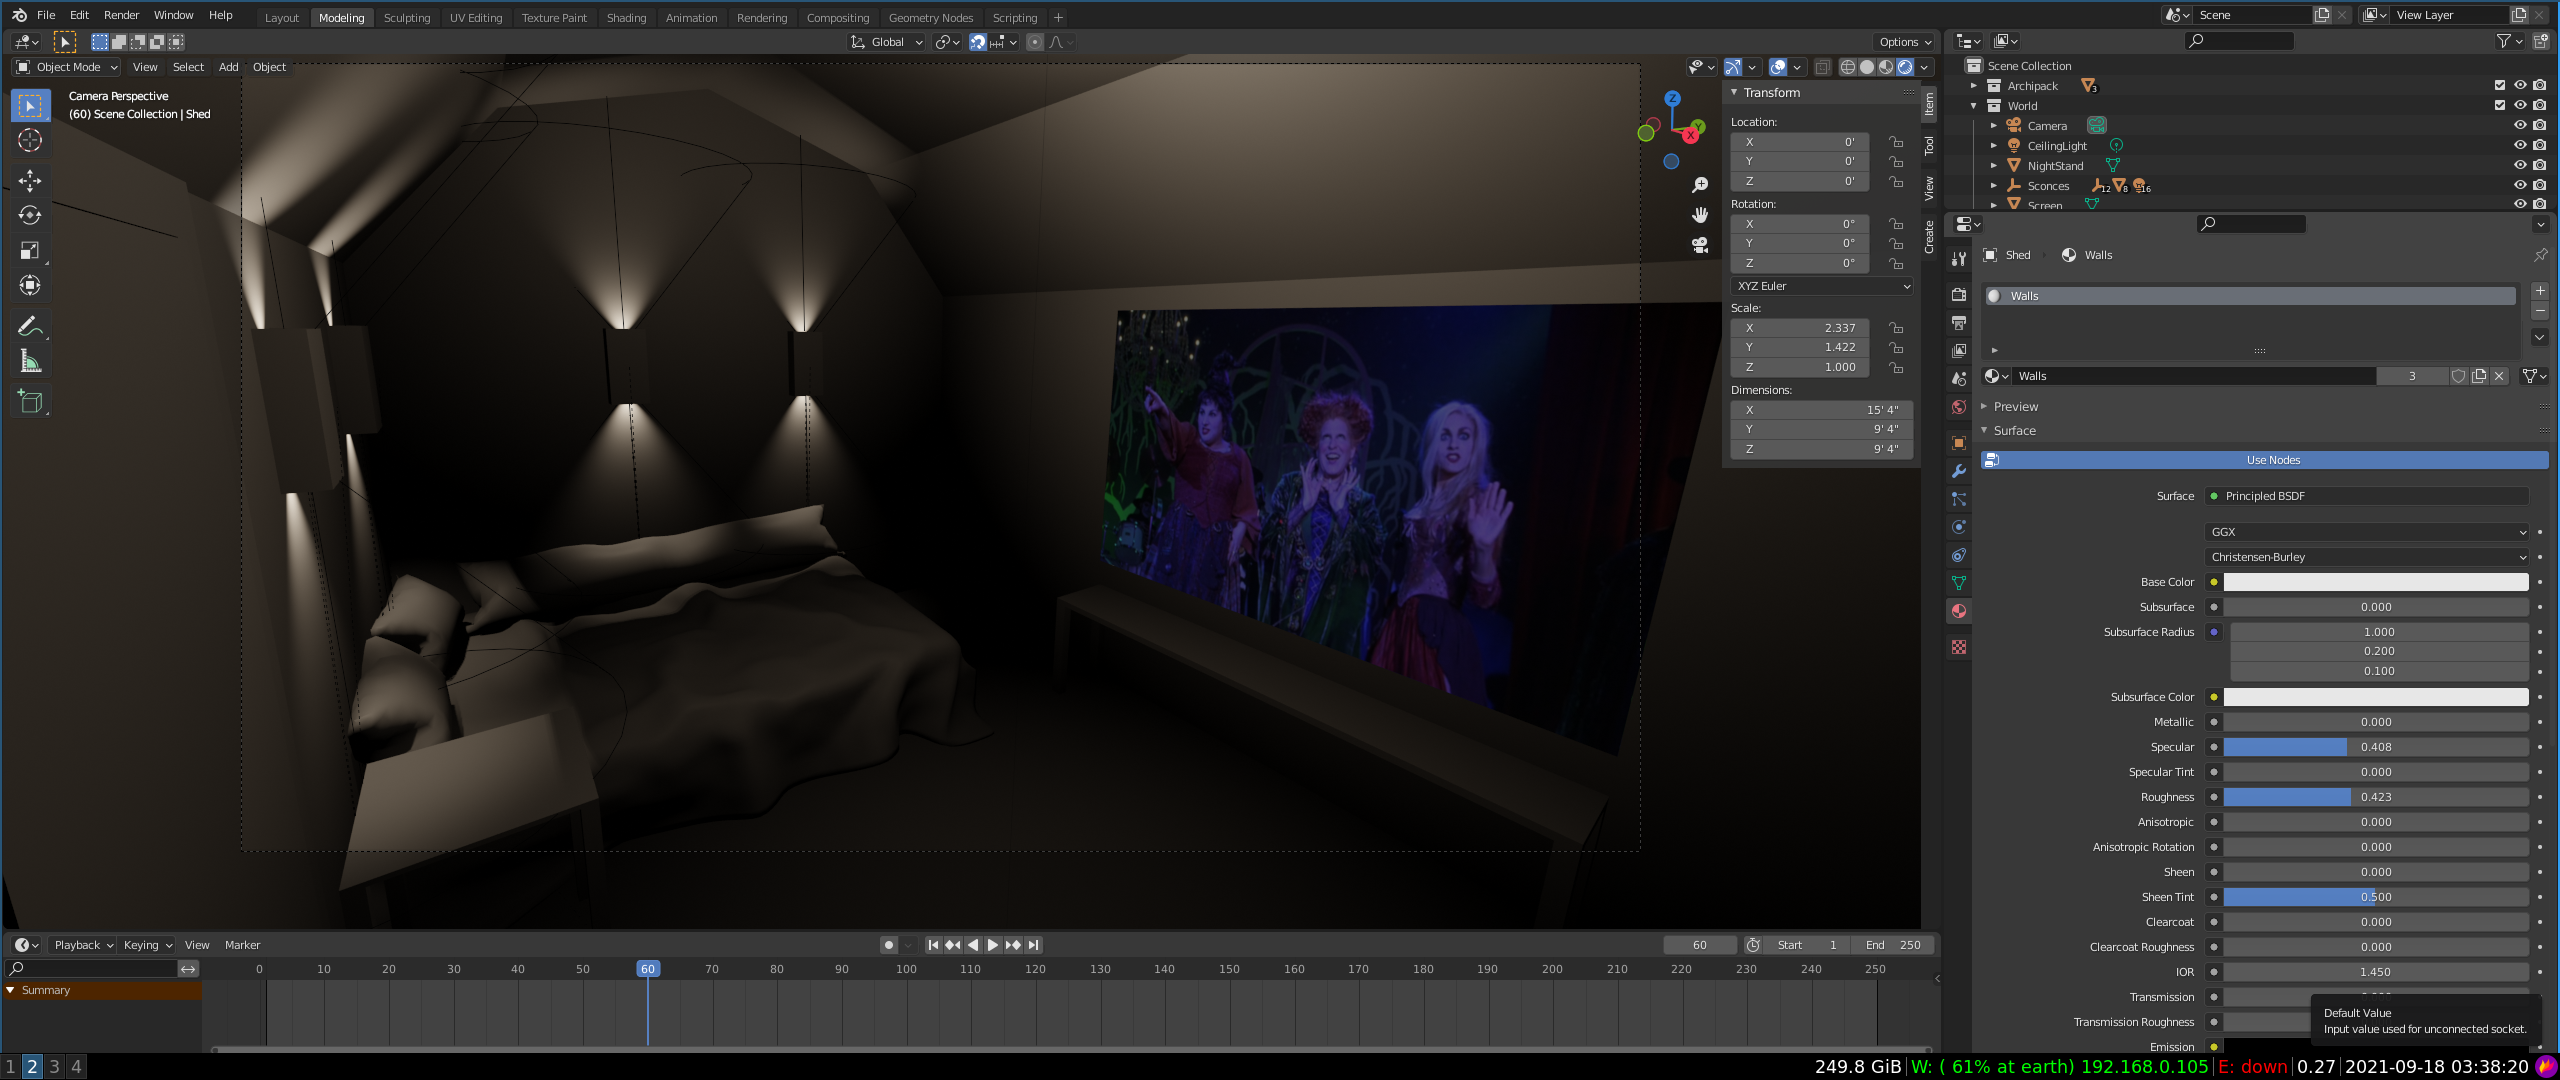 File Edit Render Window Help Layout Modeling Sculpting UV Editing Texture Paint Shading Animation Rendering Compositing Geometry Nodes Scripting + Scene View Layer
Global Options
Object Mode View Select Add Object
Camera Perspective
(60) Scene Collection | Shed
Z
Y
X
Transform
Location:
X 0'
Y 0'
Z 0'
Rotation:
X 0°
Y 0°
Z 0°
XYZ Euler
Scale:
X 2.337
Y 1.422
Z 1.000
Dimensions:
X 15' 4"
Y 9' 4"
Z 9' 4"
Item
Tool
View
Create
Scene Collection
Archipack 3
World
Camera
CeilingLight
NightStand
Sconces 12 8 16
Screen
Shed Walls
Walls
Walls 3
Preview
Surface
Use Nodes
Surface Principled BSDF
GGX
Christensen-Burley
Base Color
Subsurface 0.000
Subsurface Radius 1.000
0.200
0.100
Subsurface Color
Metallic 0.000
Specular 0.408
Specular Tint 0.000
Roughness 0.423
Anisotropic 0.000
Anisotropic Rotation 0.000
Sheen 0.000
Sheen Tint 0.500
Clearcoat 0.000
Clearcoat Roughness 0.000
IOR 1.450
Transmission
Transmission Roughness
Emission
Default Value
Input value used for unconnected socket.
Playback Keying View Marker 60 Start 1 End 250
0 10 20 30 40 50 60 70 80 90 100 110 120 130 140 150 160 170 180 190 200 210 220 230 240 250
Summary
1 2 3 4 249.8 GiB W: ( 61% at earth) 192.168.0.105 E: down 0.27 2021-09-18 03:38:20